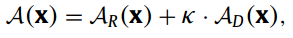 𝒜(𝐱) = 𝒜_R(𝐱) + κ · 𝒜_D(𝐱),